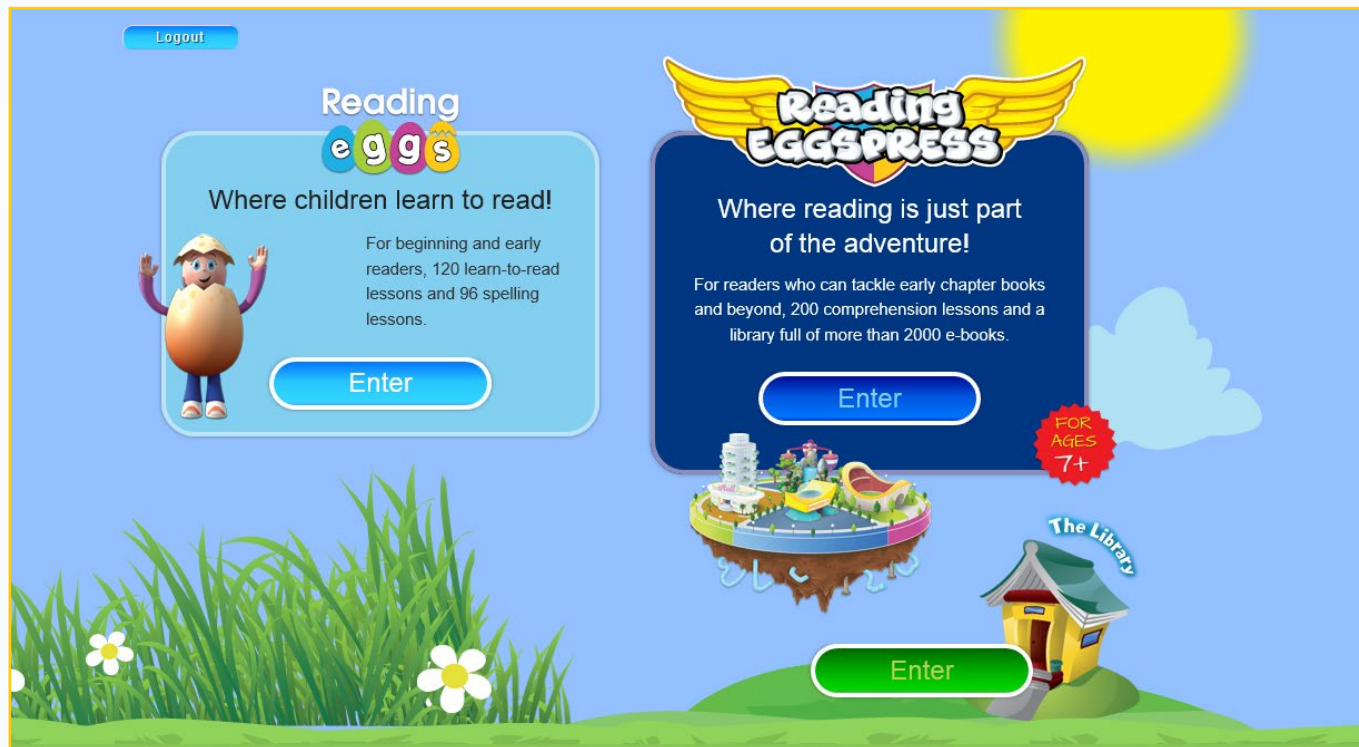 Logout
Reading
eggs
Where children learn to read!
For beginning and early
readers, 120 learn-to-read
lessons and 96 spelling
lessons.
Enter
Reading
EGGSPRESS
Where reading is just part
of the adventure!
For readers who can tackle early chapter books
and beyond, 200 comprehension lessons and a
library full of more than 2000 e-books.
Enter
FOR
AGES
7+
The Library
Enter